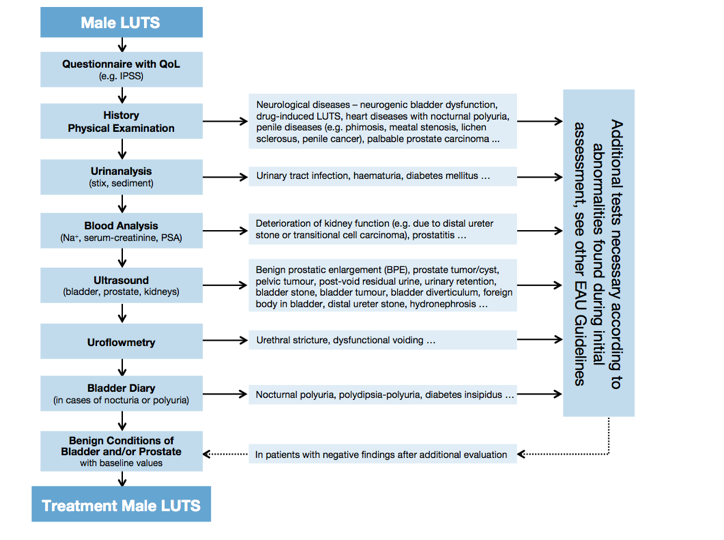 Male LUTS
Questionnaire with QoL
(e.g. IPSS)
History
Physical Examination
Neurological diseases – neurogenic bladder dysfunction,
drug-induced LUTS, heart diseases with nocturnal polyuria,
penile diseases (e.g. phimosis, meatal stenosis, lichen
sclerosus, penile cancer), palbable prostate carcinoma ...
Urinanalysis
(stix, sediment)
Urinary tract infection, haematuria, diabetes mellitus ...
Blood Analysis
(Na⁺, serum-creatinine, PSA)
Deterioration of kidney function (e.g. due to distal ureter
stone or transitional cell carcinoma), prostatitis ...
Ultrasound
(bladder, prostate, kidneys)
Benign prostatic enlargement (BPE), prostate tumor/cyst,
pelvic tumour, post-void residual urine, urinary retention,
bladder stone, bladder tumour, bladder diverticulum, foreign
body in bladder, distal ureter stone, hydronephrosis ...
Uroflowmetry
Urethral stricture, dysfunctional voiding ...
Bladder Diary
(in cases of nocturia or polyuria)
Nocturnal polyuria, polydipsia-polyuria, diabetes insipidus ...
Additional tests necessary according to
abnormalities found during initial
assessment, see other EAU Guidelines
Benign Conditions of
Bladder and/or Prostate
with baseline values
In patients with negative findings after additional evaluation
Treatment Male LUTS